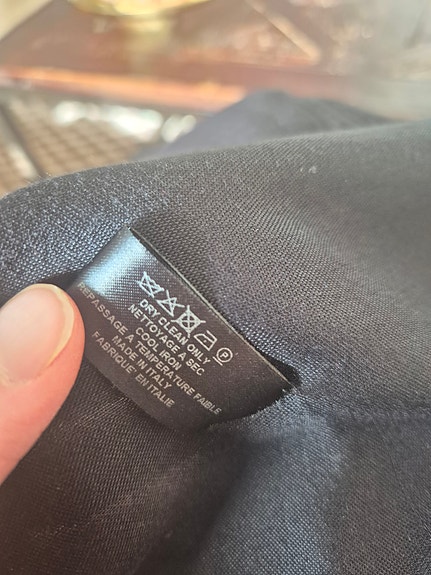 P
DRY CLEAN ONLY
NETTOYAGE A SEC
COOL IRON
REPASSAGE A TEMPERATURE FAIBLE
MADE IN ITALY
FABRIQUE' EN ITALIE